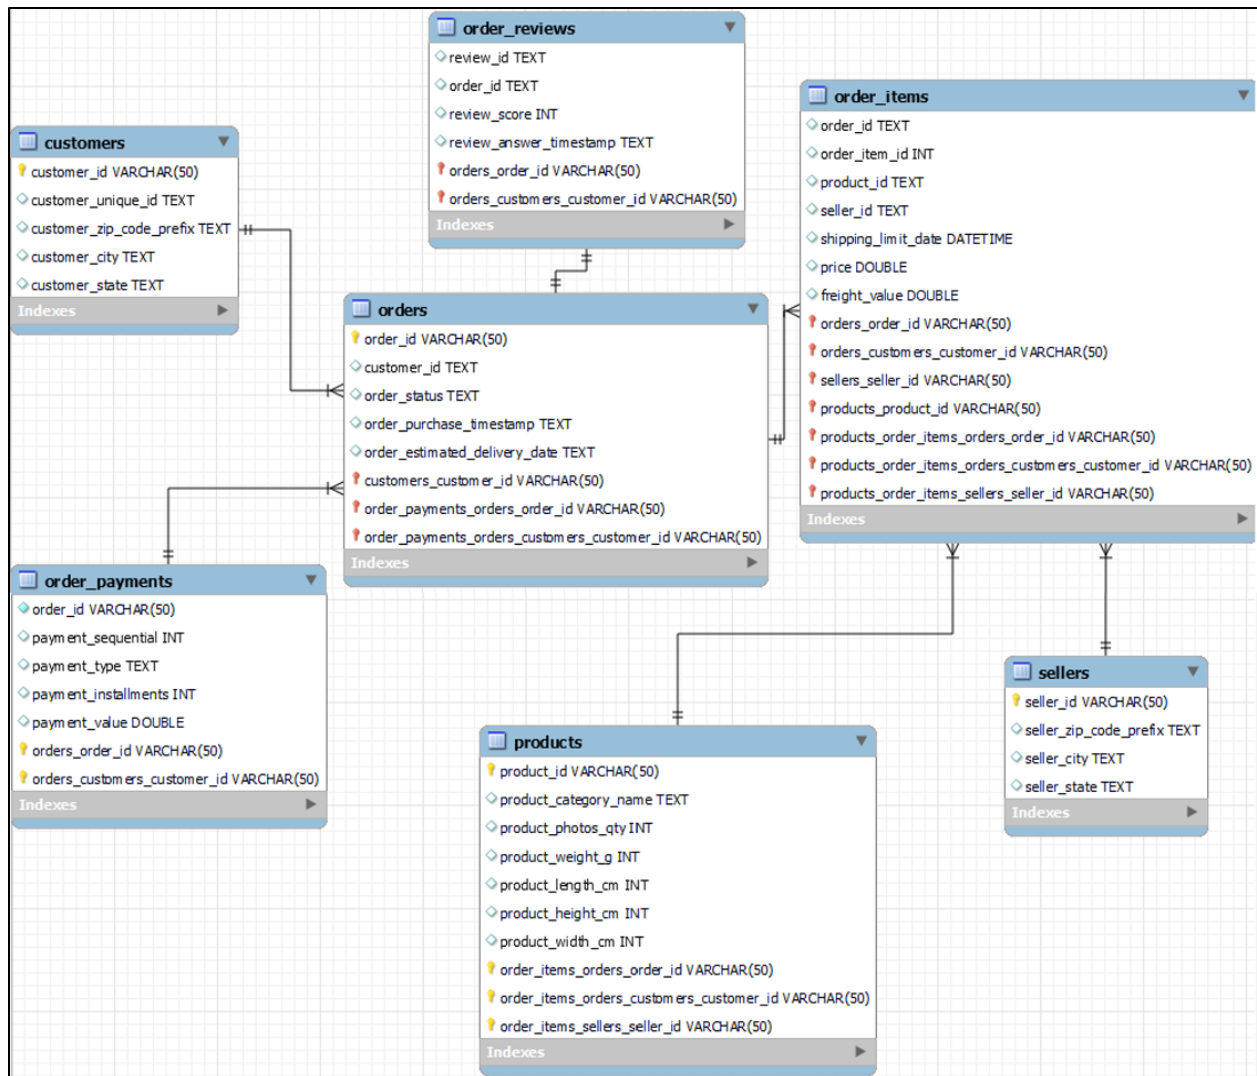 order_reviews
review_id TEXT
order_id TEXT
review_score INT
review_answer_timestamp TEXT
orders_order_id VARCHAR(50)
orders_customers_customer_id VARCHAR(50)
Indexes
order_items
order_id TEXT
order_item_id INT
product_id TEXT
seller_id TEXT
shipping_limit_date DATETIME
price DOUBLE
freight_value DOUBLE
orders_order_id VARCHAR(50)
orders_customers_customer_id VARCHAR(50)
sellers_seller_id VARCHAR(50)
products_product_id VARCHAR(50)
products_order_items_orders_order_id VARCHAR(50)
products_order_items_orders_customers_customer_id VARCHAR(50)
products_order_items_sellers_seller_id VARCHAR(50)
Indexes
customers
customer_id VARCHAR(50)
customer_unique_id TEXT
customer_zip_code_prefix TEXT
customer_city TEXT
customer_state TEXT
Indexes
orders
order_id VARCHAR(50)
customer_id TEXT
order_status TEXT
order_purchase_timestamp TEXT
order_estimated_delivery_date TEXT
customers_customer_id VARCHAR(50)
order_payments_orders_order_id VARCHAR(50)
order_payments_orders_customers_customer_id VARCHAR(50)
Indexes
order_payments
order_id VARCHAR(50)
payment_sequential INT
payment_type TEXT
payment_installments INT
payment_value DOUBLE
orders_order_id VARCHAR(50)
orders_customers_customer_id VARCHAR(50)
Indexes
sellers
seller_id VARCHAR(50)
seller_zip_code_prefix TEXT
seller_city TEXT
seller_state TEXT
Indexes
products
product_id VARCHAR(50)
product_category_name TEXT
product_photos_qty INT
product_weight_g INT
product_length_cm INT
product_height_cm INT
product_width_cm INT
order_items_orders_order_id VARCHAR(50)
order_items_orders_customers_customer_id VARCHAR(50)
order_items_sellers_seller_id VARCHAR(50)
Indexes